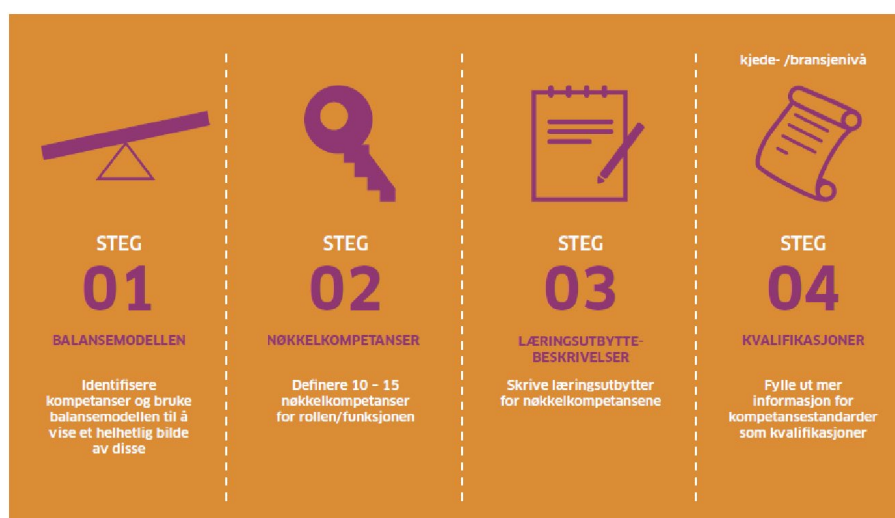 STEG
01
BALANSEMODELLEN
Identifisere
kompetanser og bruke
balansemodellen til å
vise et helhetlig bilde
av disse
STEG
02
NØKKELKOMPETANSER
Definere 10 – 15
nøkkelkompetanser
for rollen/funksjonen
STEG
03
LÆRINGSUTBYTTE-
BESKRIVELSER
Skrive læringsutbytter
for nøkkelkompetansene
kjede- /bransjenivå
STEG
04
KVALIFIKASJONER
Fylle ut mer
informasjon for
kompetansestandarder
som kvalifikasjoner